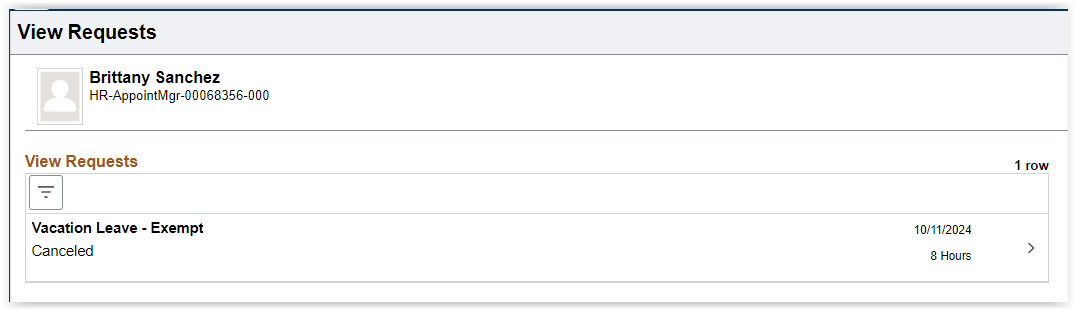 View Requests
Brittany Sanchez
HR-AppointMgr-00068356-000
View Requests
1 row
Vacation Leave - Exempt
10/11/2024
Canceled
8 Hours